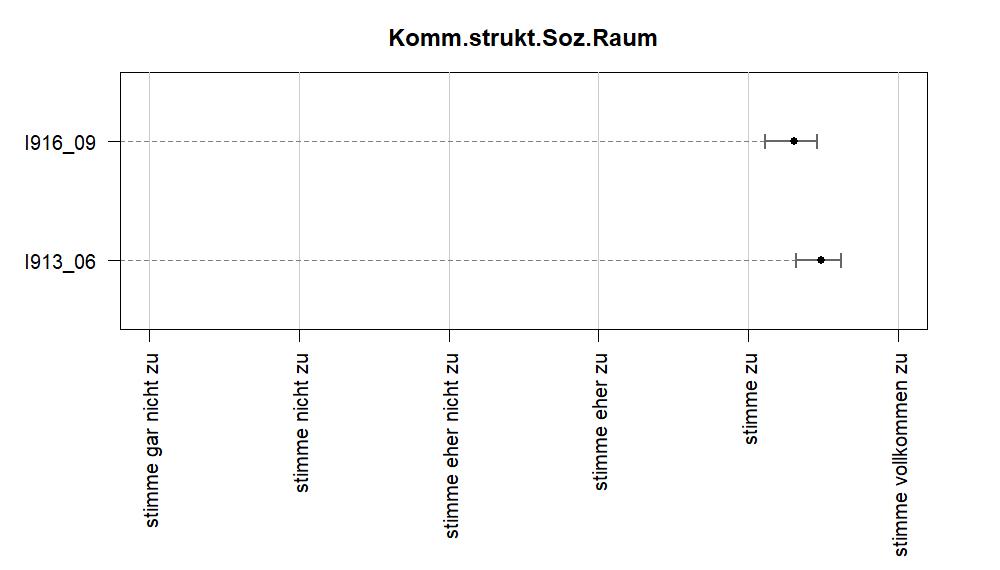 Komm.strukt.Soz.Raum
I916_09
I913_06
stimme gar nicht zu
stimme nicht zu
stimme eher nicht zu
stimme eher zu
stimme zu
stimme vollkommen zu